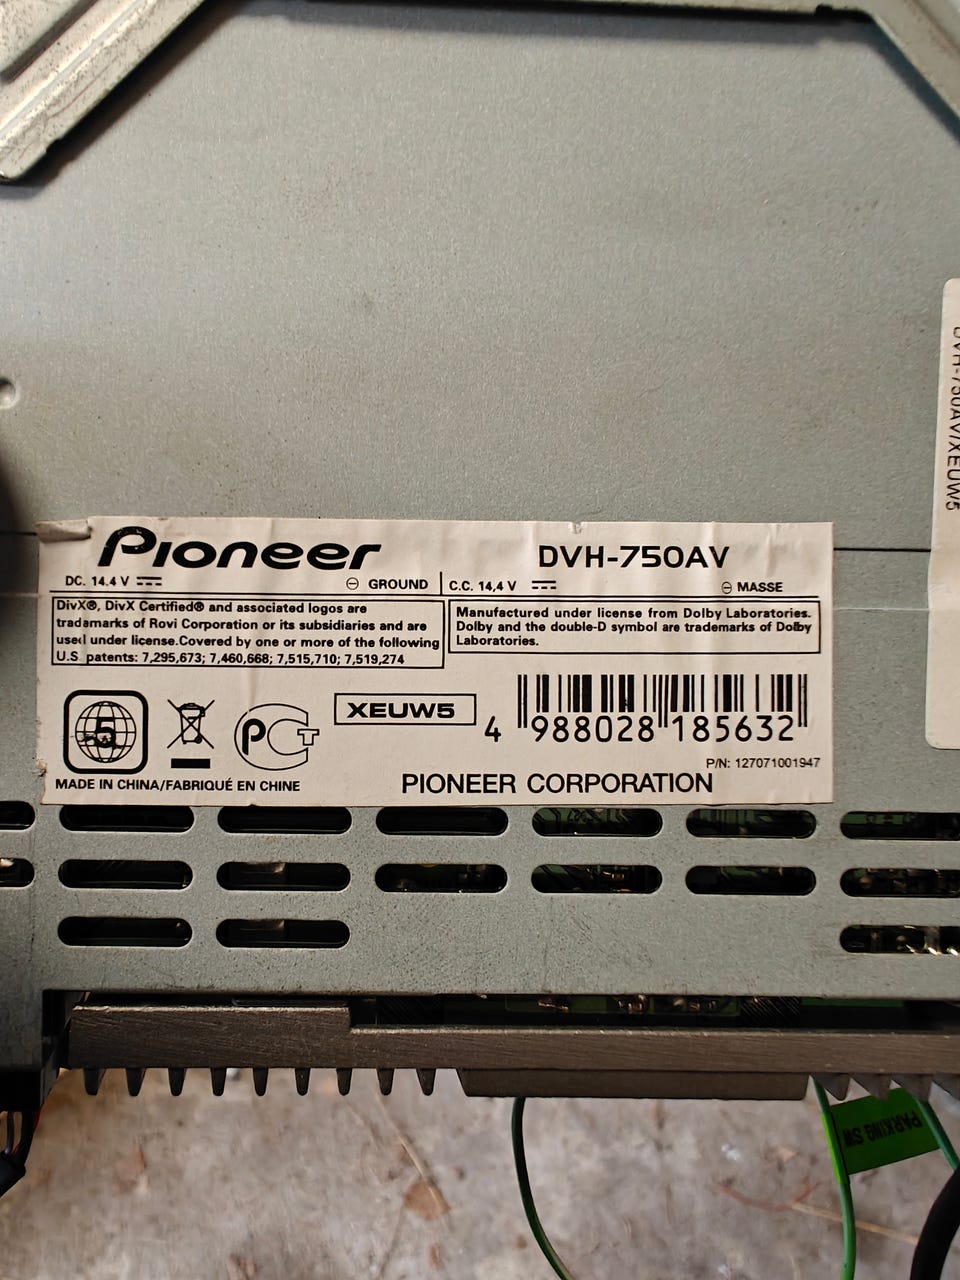 Pioneer
DVH-750AV
DC. 14.4 V ⎓ ⊖ GROUND
C.C. 14,4 V ⎓ ⊖ MASSE
DivX®, DivX Certified® and associated logos are
trademarks of Rovi Corporation or its subsidiaries and are
used under license.Covered by one or more of the following
U.S. patents: 7,295,673; 7,460,668; 7,515,710; 7,519,274
Manufactured under license from Dolby Laboratories.
Dolby and the double-D symbol are trademarks of Dolby
Laboratories.
5
PCT
XEUW5
4 988028 185632
P/N: 127071001947
MADE IN CHINA/FABRIQUÉ EN CHINE
PIONEER CORPORATION
DVH-750AV/XEUW5
PARKING SW